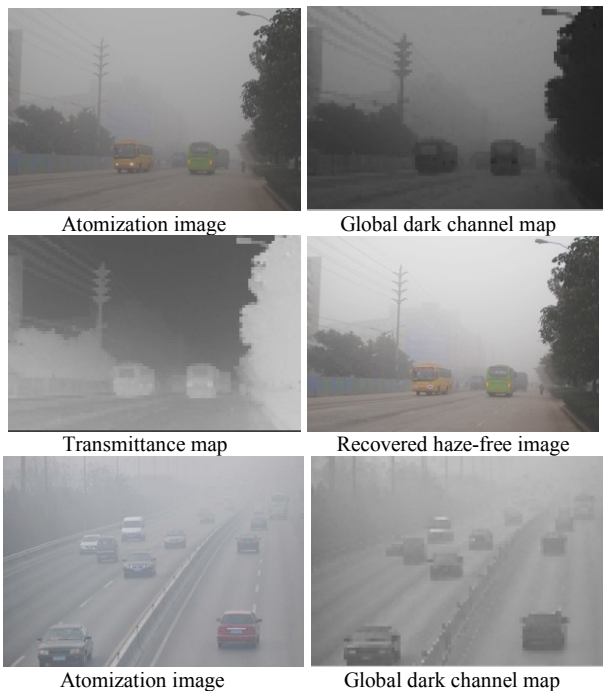 Atomization image
Global dark channel map
Transmittance map
Recovered haze-free image
Atomization image
Global dark channel map